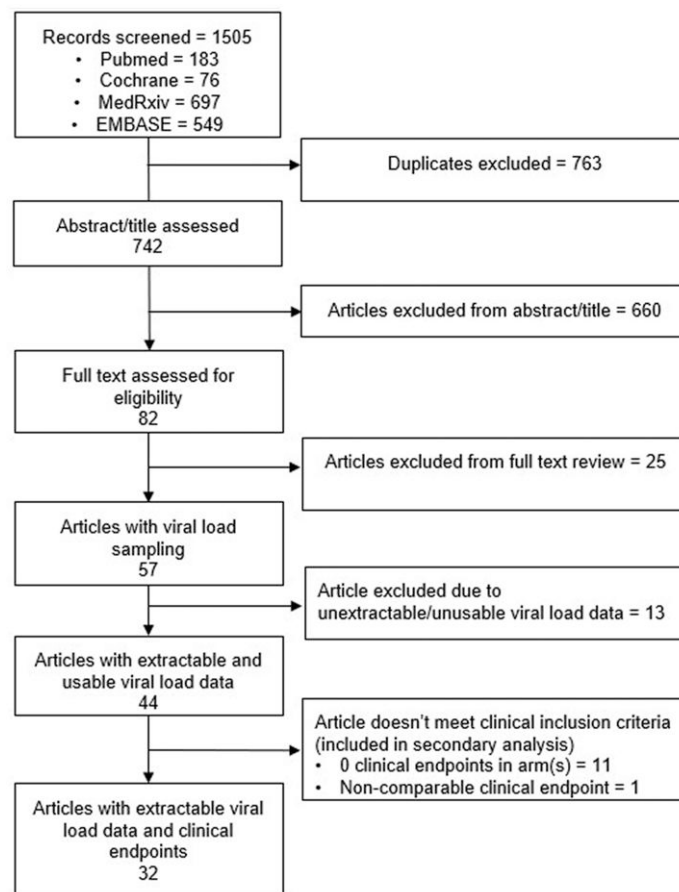 Records screened = 1505
• Pubmed = 183
• Cochrane = 76
• MedRxiv = 697
• EMBASE = 549
Duplicates excluded = 763
Abstract/title assessed
742
Articles excluded from abstract/title = 660
Full text assessed for
eligibility
82
Articles excluded from full text review = 25
Articles with viral load
sampling
57
Article excluded due to
unextractable/unusable viral load data = 13
Articles with extractable and
usable viral load data
44
Article doesn't meet clinical inclusion criteria
(included in secondary analysis)
• 0 clinical endpoints in arm(s) = 11
• Non-comparable clinical endpoint = 1
Articles with extractable viral
load data and clinical
endpoints
32